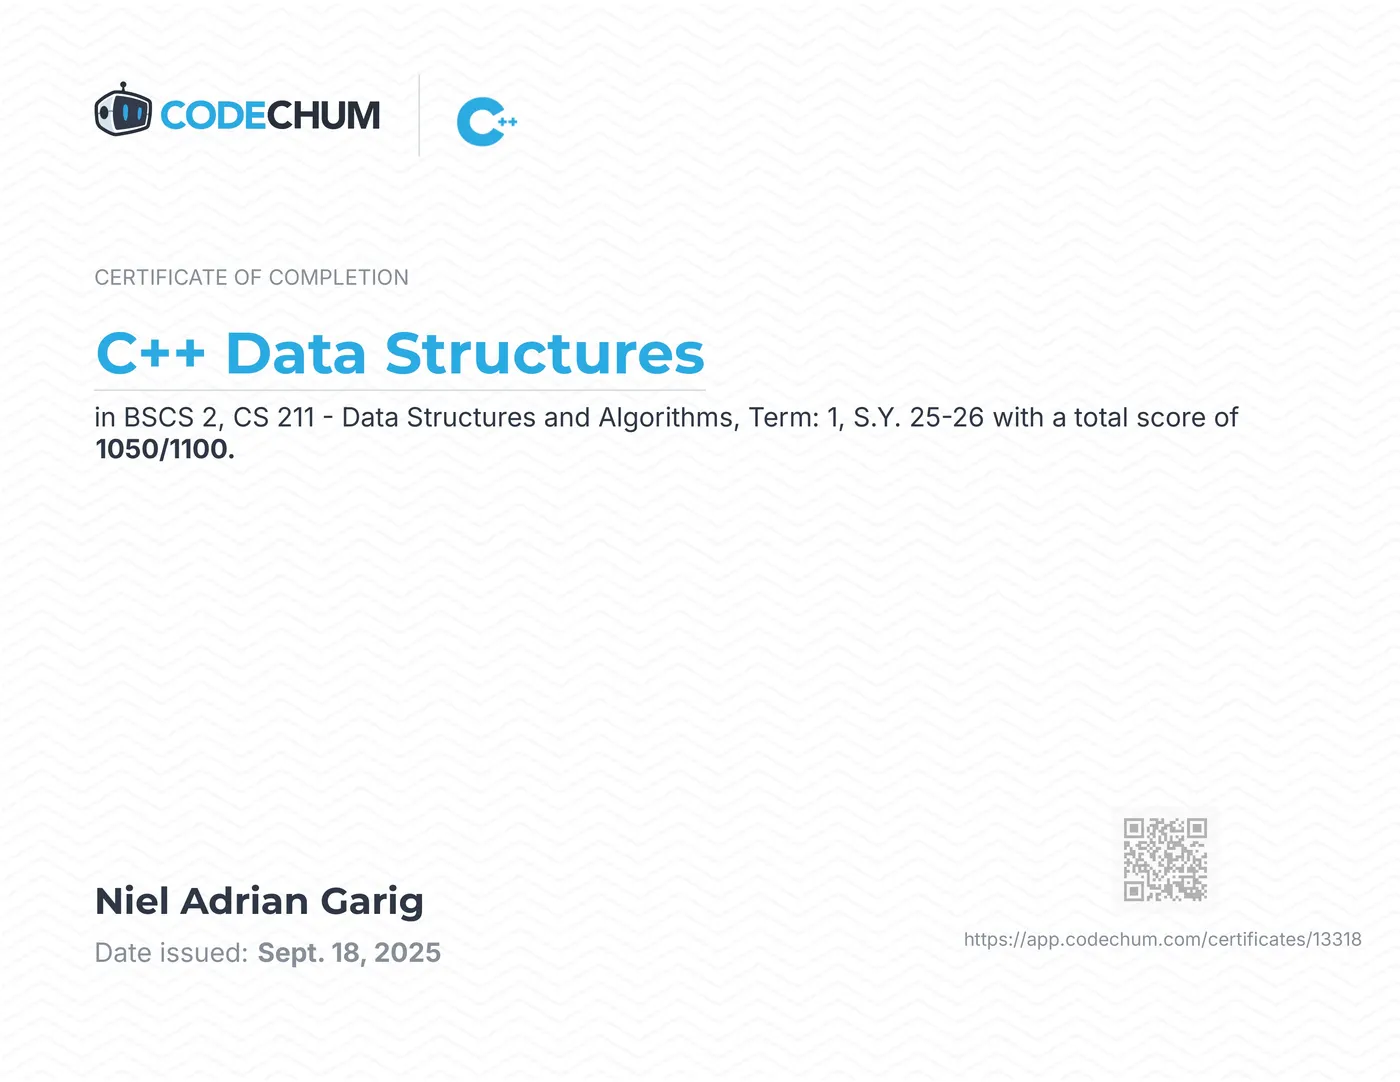 CODECHUM
C++
CERTIFICATE OF COMPLETION
C++ Data Structures
in BSCS 2, CS 211 - Data Structures and Algorithms, Term: 1, S.Y. 25-26 with a total score of
1050/1100.
Niel Adrian Garig
Date issued: Sept. 18, 2025
https://app.codechum.com/certificates/13318